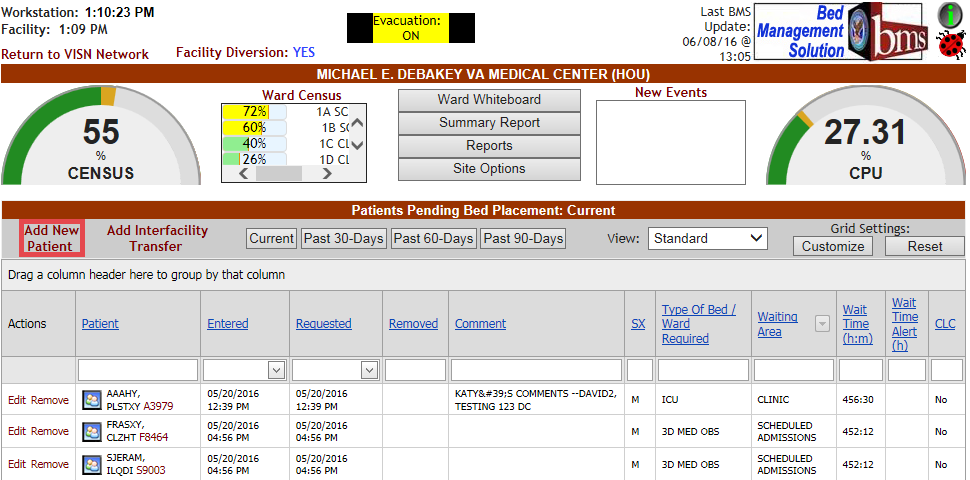 Workstation: 1:10:23 PM
Facility: 1:09 PM
Return to VISN Network
Facility Diversion: YES
Evacuation:
ON
Last BMS
Update:
06/08/16 @
13:05
Bed
Management
Solution
bms
MICHAEL E. DEBAKEY VA MEDICAL CENTER (HOU)
55
%
CENSUS
Ward Census
72% 1A SC
60% 1B SC
40% 1C CL
26% 1D CL
Ward Whiteboard
Summary Report
Reports
Site Options
New Events
27.31
%
CPU
Patients Pending Bed Placement: Current
Add New
Patient
Add Interfacility
Transfer
Current Past 30-Days Past 60-Days Past 90-Days
View: Standard
Grid Settings:
Customize Reset
Drag a column header here to group by that column
Actions Patient Entered Requested Removed Comment SX Type Of Bed /
Ward
Required
Waiting
Area
Wait
Time
(h:m)
Wait
Time
Alert
(h)
CLC
Edit Remove AAAHY,
PLSTXY A3979
05/20/2016
12:39 PM
05/20/2016
12:39 PM
KATY&#39;S COMMENTS --DAVID2,
TESTING 123 DC
M ICU CLINIC 456:30 No
Edit Remove FRASXY,
CLZHT F8464
05/20/2016
04:56 PM
05/20/2016
04:56 PM
M 3D MED OBS SCHEDULED
ADMISSIONS
452:12 No
Edit Remove SJERAM,
ILQDI S9003
05/20/2016
04:56 PM
05/20/2016
04:56 PM
M 3D MED OBS SCHEDULED
ADMISSIONS
452:12 No